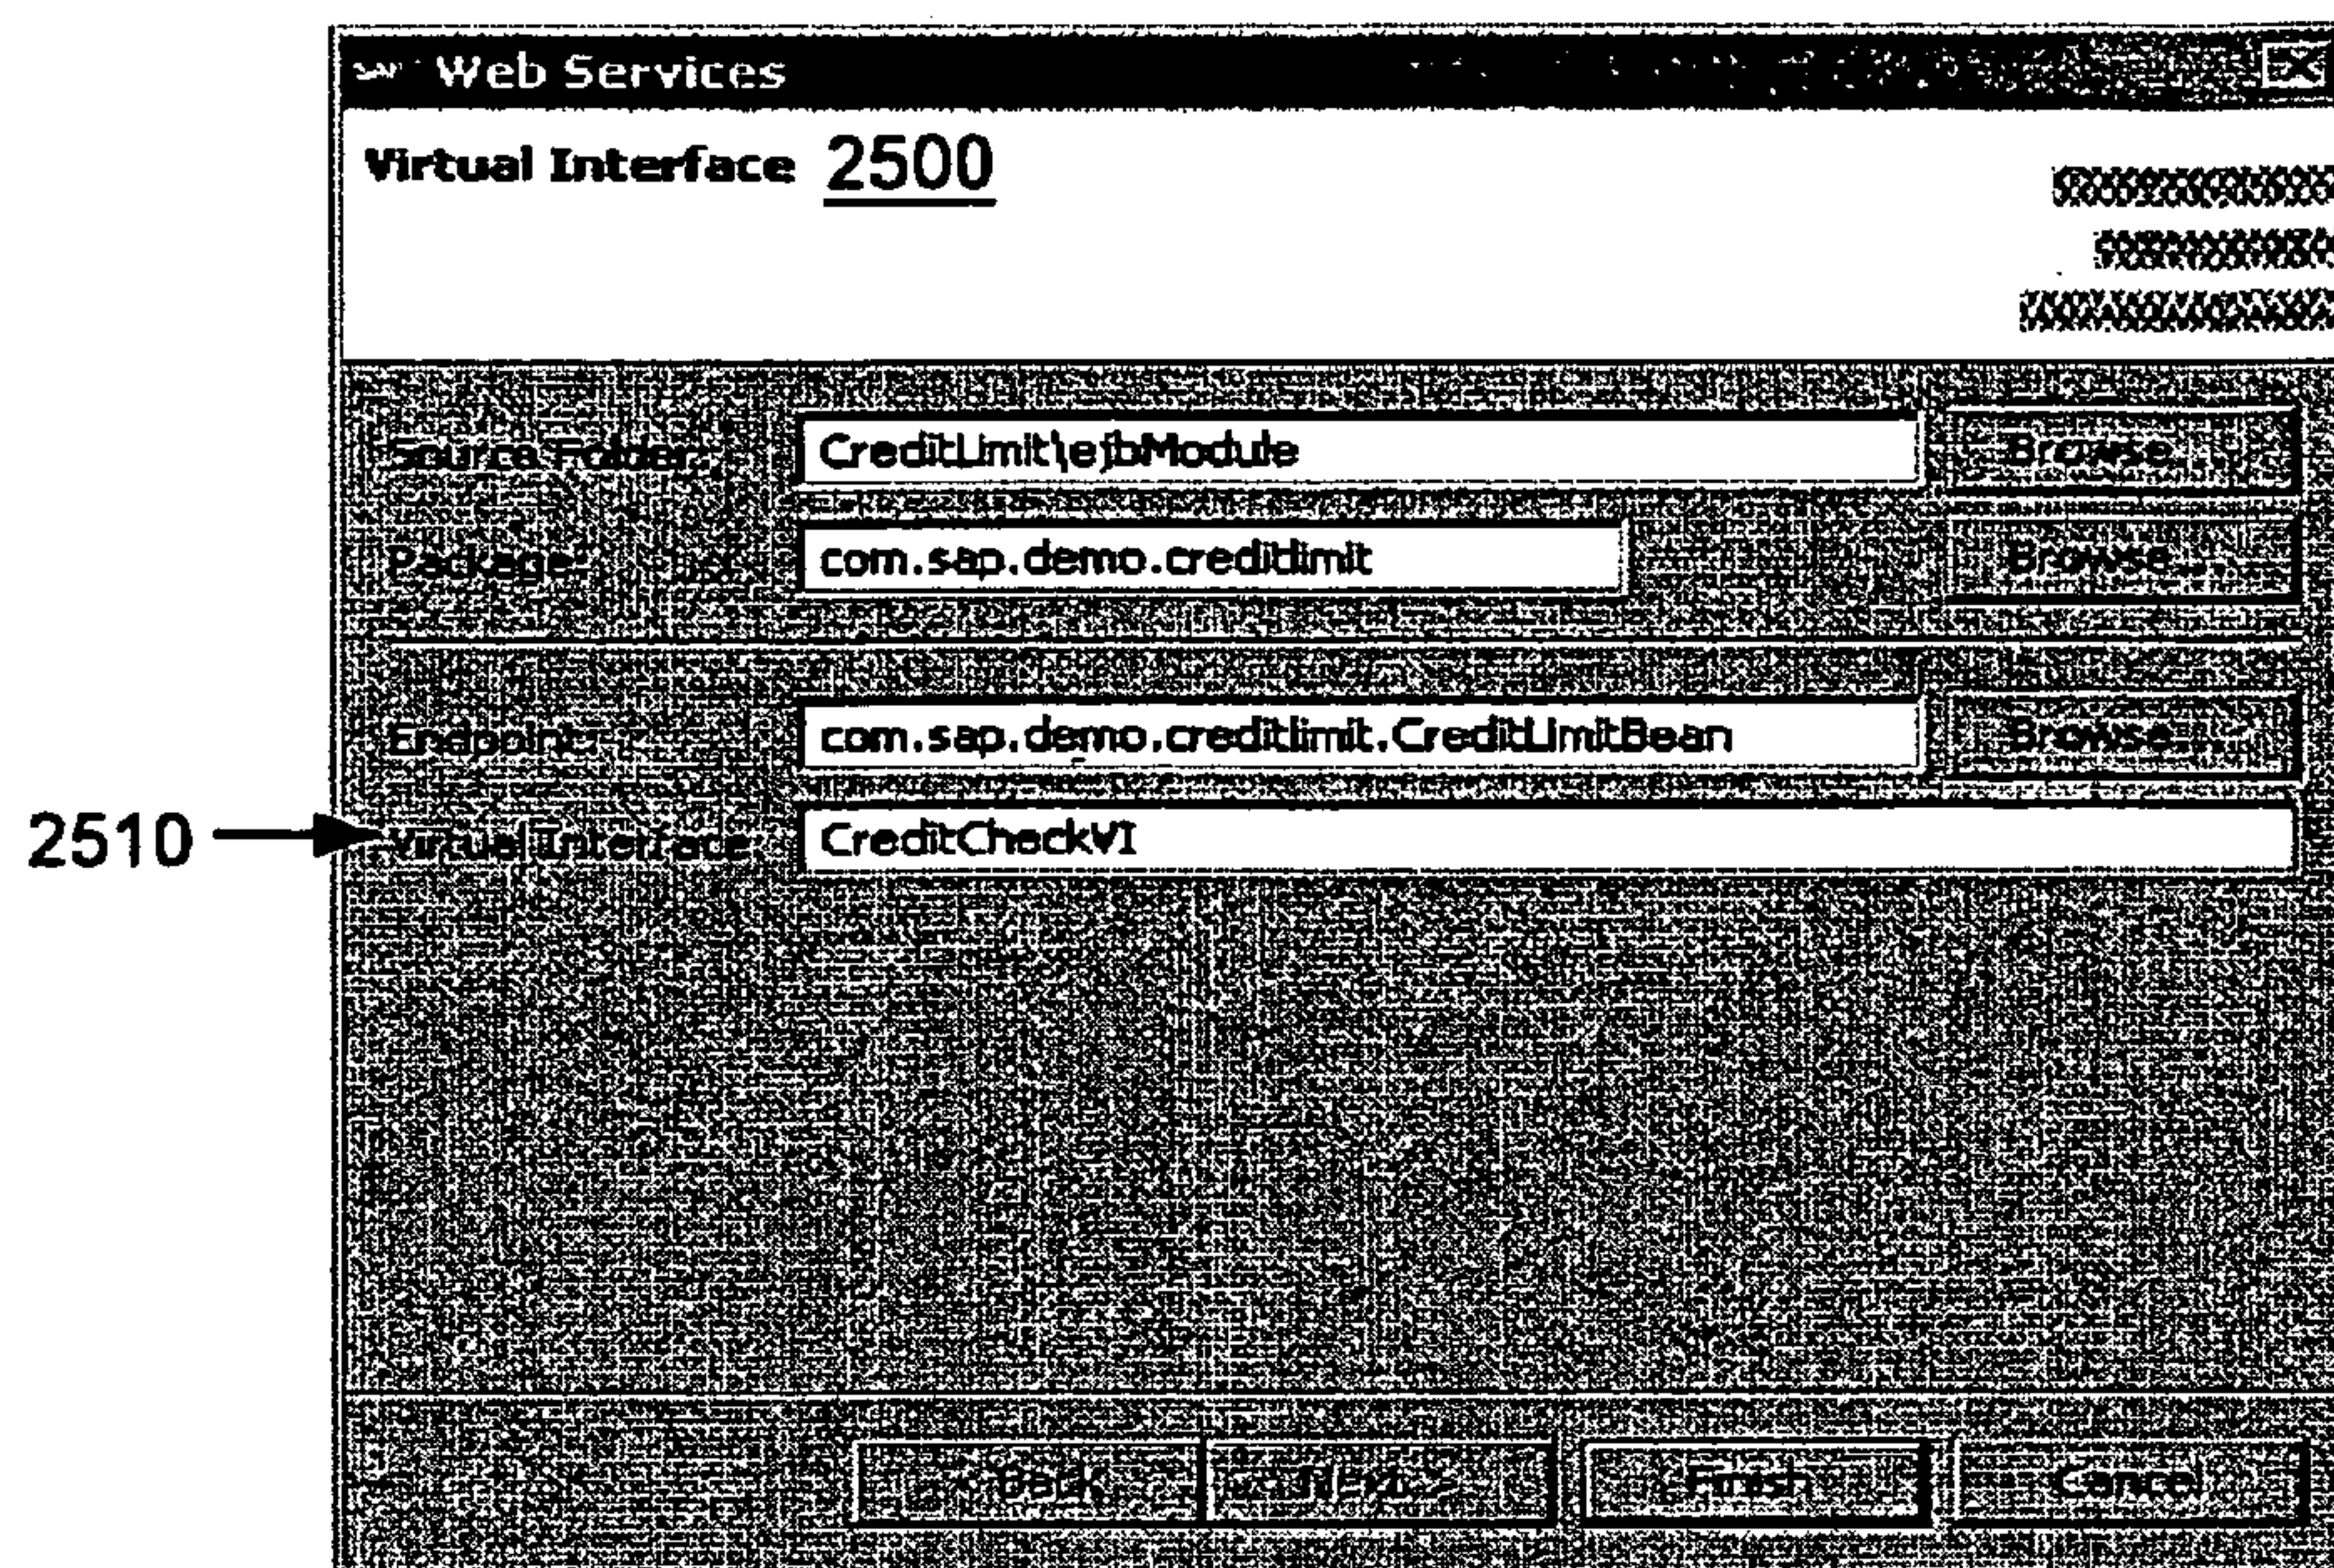 SAP Web Services
Virtual Interface 2500
Source Folder: CreditLimit\ejbModule Browse...
Package: com.sap.demo.creditlimit Browse...
Endpoint: com.sap.demo.creditlimit.CreditLimitBean Browse...
2510 Virtual Interface: CreditCheckVI
< Back Next > Finish Cancel